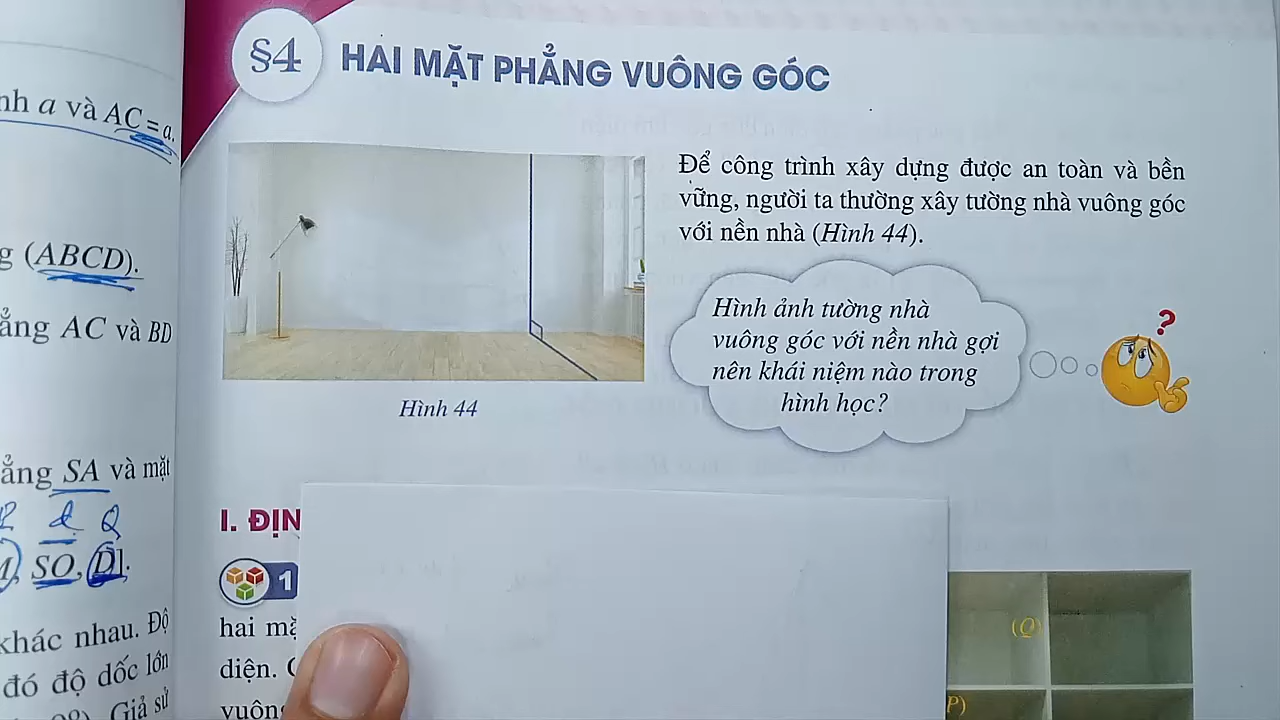 nh a và AC = a.
g (ABCD).
ẳng AC và BD
ẳng SA và mặt
d Q
SO, D].
khác nhau. Độ
đó độ dốc lớn
Giả sử
§4 HAI MẶT PHẲNG VUÔNG GÓC
Để công trình xây dựng được an toàn và bền
vững, người ta thường xây tường nhà vuông góc
với nền nhà (Hình 44).
Hình ảnh tường nhà
vuông góc với nền nhà gợi
nên khái niệm nào trong
hình học?
?
Hình 44
I. ĐỊN
1
hai mặ
diện.
vuông
(Q)
P)